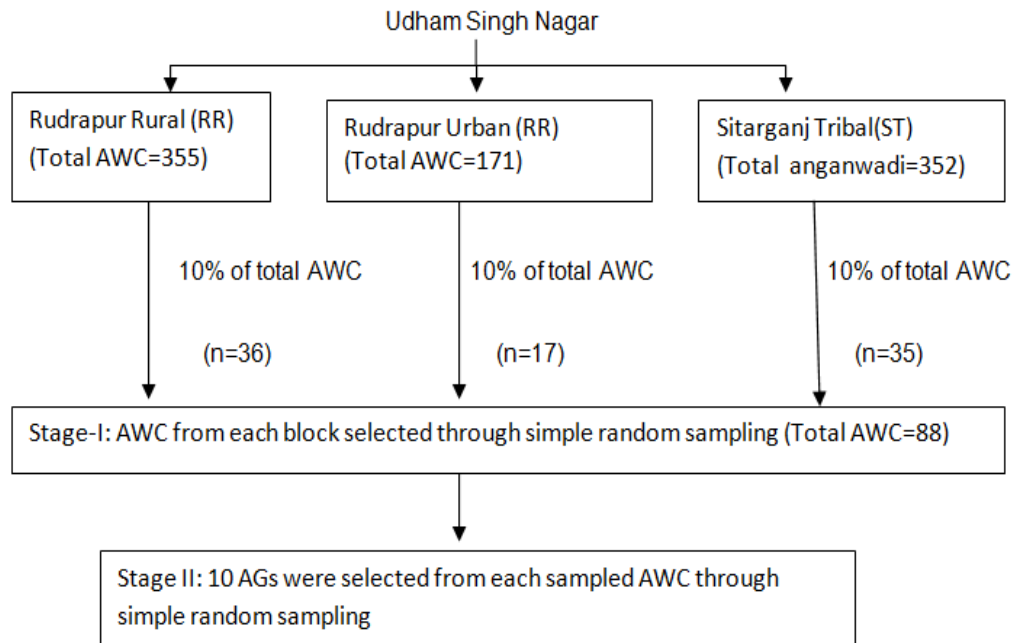 Udham Singh Nagar
Rudrapur Rural (RR)
(Total AWC=355)
Rudrapur Urban (RR)
(Total AWC=171)
Sitarganj Tribal(ST)
(Total anganwadi=352)
10% of total AWC
10% of total AWC
10% of total AWC
(n=36)
(n=17)
(n=35)
Stage-I: AWC from each block selected through simple random sampling (Total AWC=88)
Stage II: 10 AGs were selected from each sampled AWC through
simple random sampling